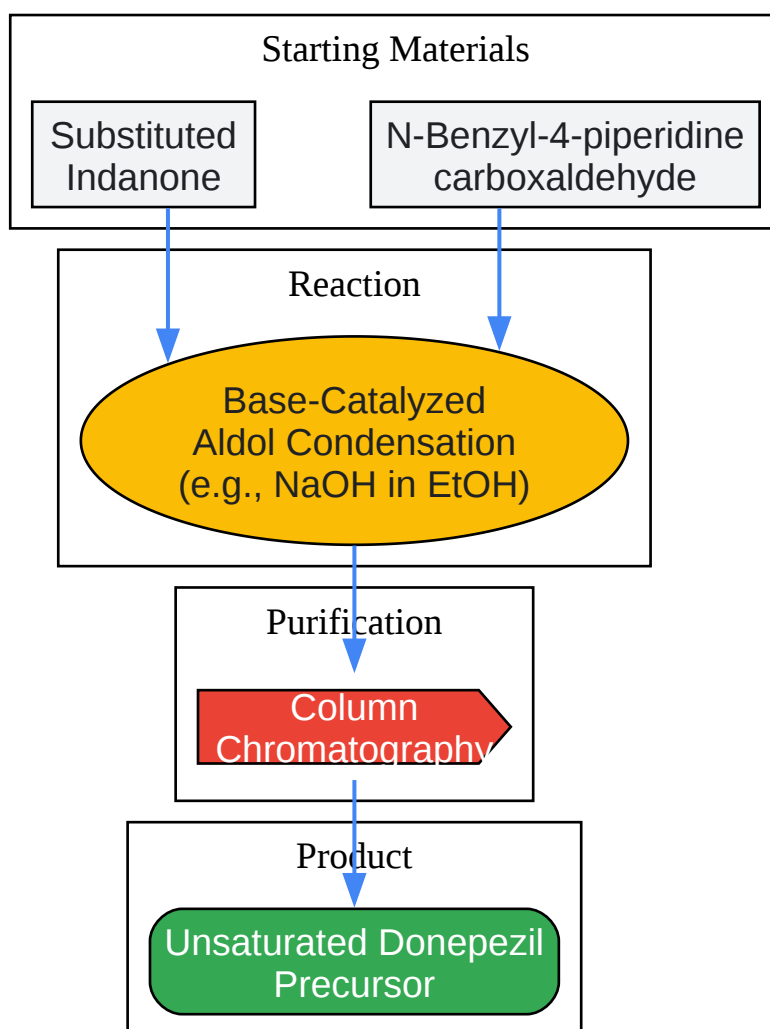 Starting Materials
Substituted
Indanone
N-Benzyl-4-piperidine
carboxaldehyde
Reaction
Base-Catalyzed
Aldol Condensation
(e.g., NaOH in EtOH)
Purification
Column
Chromatography
Product
Unsaturated Donepezil
Precursor